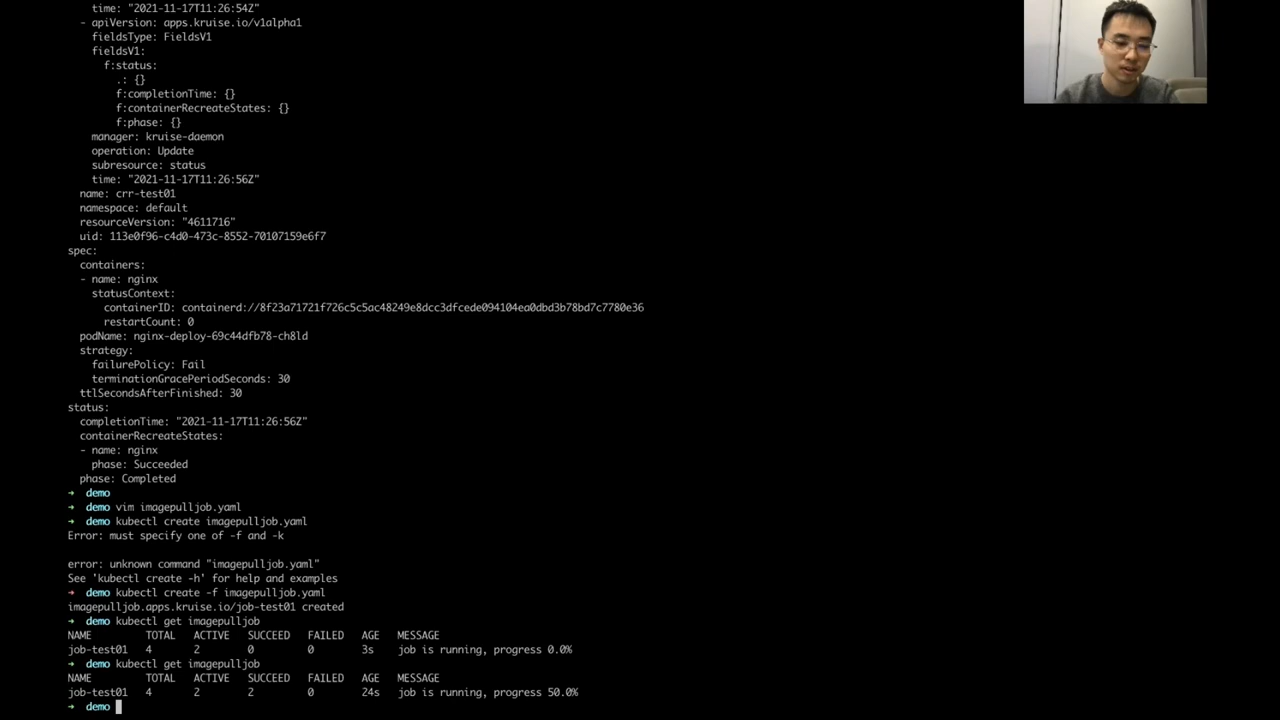 time: "2021-11-17T11:26:54Z"
- apiVersion: apps.kruise.io/v1alpha1
fieldsType: FieldsV1
fieldsV1:
f:status:
.: {}
f:completionTime: {}
f:containerRecreateStates: {}
f:phase: {}
manager: kruise-daemon
operation: Update
subresource: status
time: "2021-11-17T11:26:56Z"
name: crr-test01
namespace: default
resourceVersion: "4611716"
uid: 113e0f96-c4d0-473c-8552-70107159e6f7
spec:
containers:
- name: nginx
statusContext:
containerID: containerd://8f23a71721f726c5c5ac48249e8dcc3dfcede094104ea0dbd3b78bd7c7780e36
restartCount: 0
podName: nginx-deploy-69c44dfb78-ch8ld
strategy:
failurePolicy: Fail
terminationGracePeriodSeconds: 30
ttlSecondsAfterFinished: 30
status:
completionTime: "2021-11-17T11:26:56Z"
containerRecreateStates:
- name: nginx
phase: Succeeded
phase: Completed
➜ demo
➜ demo vim imagepulljob.yaml
➜ demo kubectl create imagepulljob.yaml
Error: must specify one of -f and -k
error: unknown command "imagepulljob.yaml"
See 'kubectl create -h' for help and examples
➜ demo kubectl create -f imagepulljob.yaml
imagepulljob.apps.kruise.io/job-test01 created
➜ demo kubectl get imagepulljob
NAME TOTAL ACTIVE SUCCEED FAILED AGE MESSAGE
job-test01 4 2 0 0 3s job is running, progress 0.0%
➜ demo kubectl get imagepulljob
NAME TOTAL ACTIVE SUCCEED FAILED AGE MESSAGE
job-test01 4 2 2 0 24s job is running, progress 50.0%
➜ demo